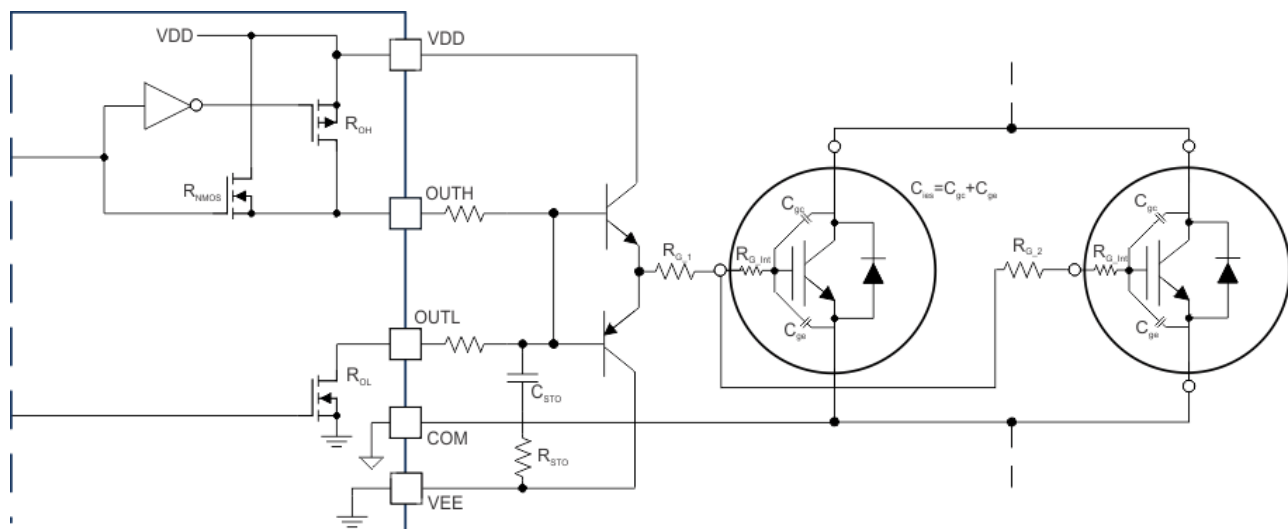 VDD
VDD
R_OH
R_NMOS
OUTH
OUTL
R_OL
C_STO
COM
R_STO
VEE
R_G_1
C_ies=C_gc+C_ge
C_gc
R_G_Int
C_ge
R_G_2
C_gc
R_G_Int
C_ge